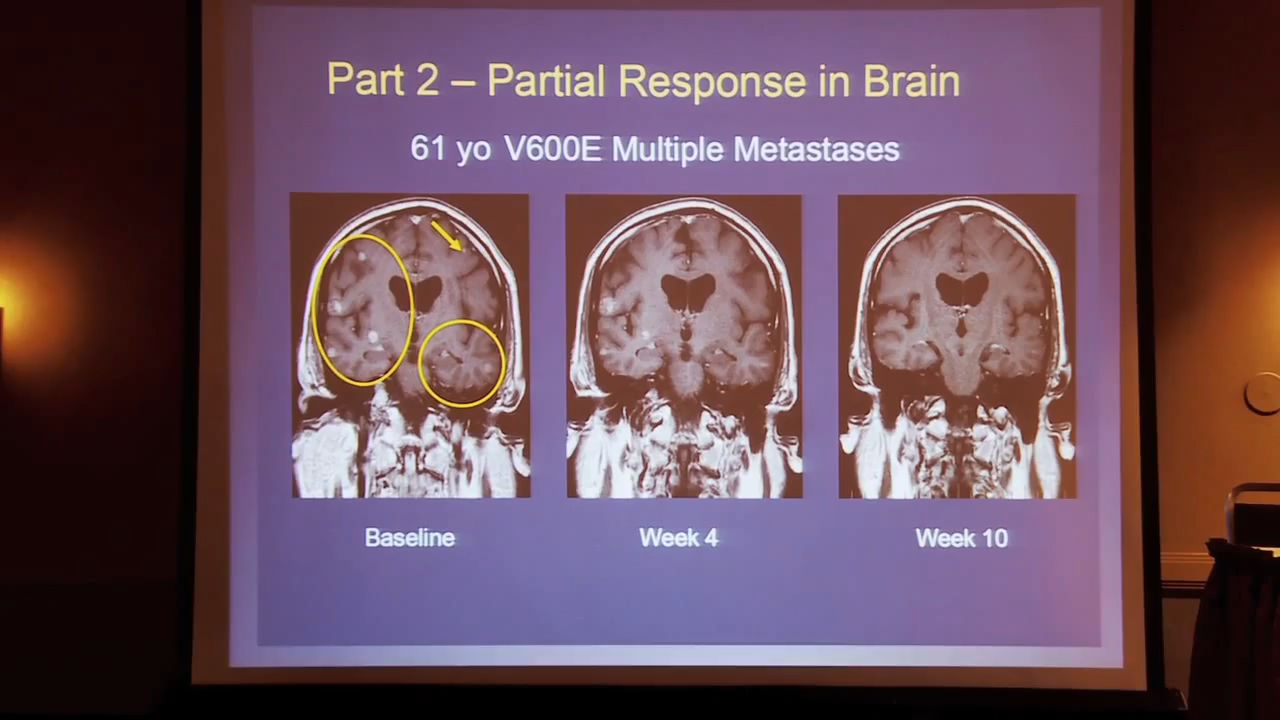 Part 2 – Partial Response in Brain
61 yo V600E Multiple Metastases
Baseline
Week 4
Week 10